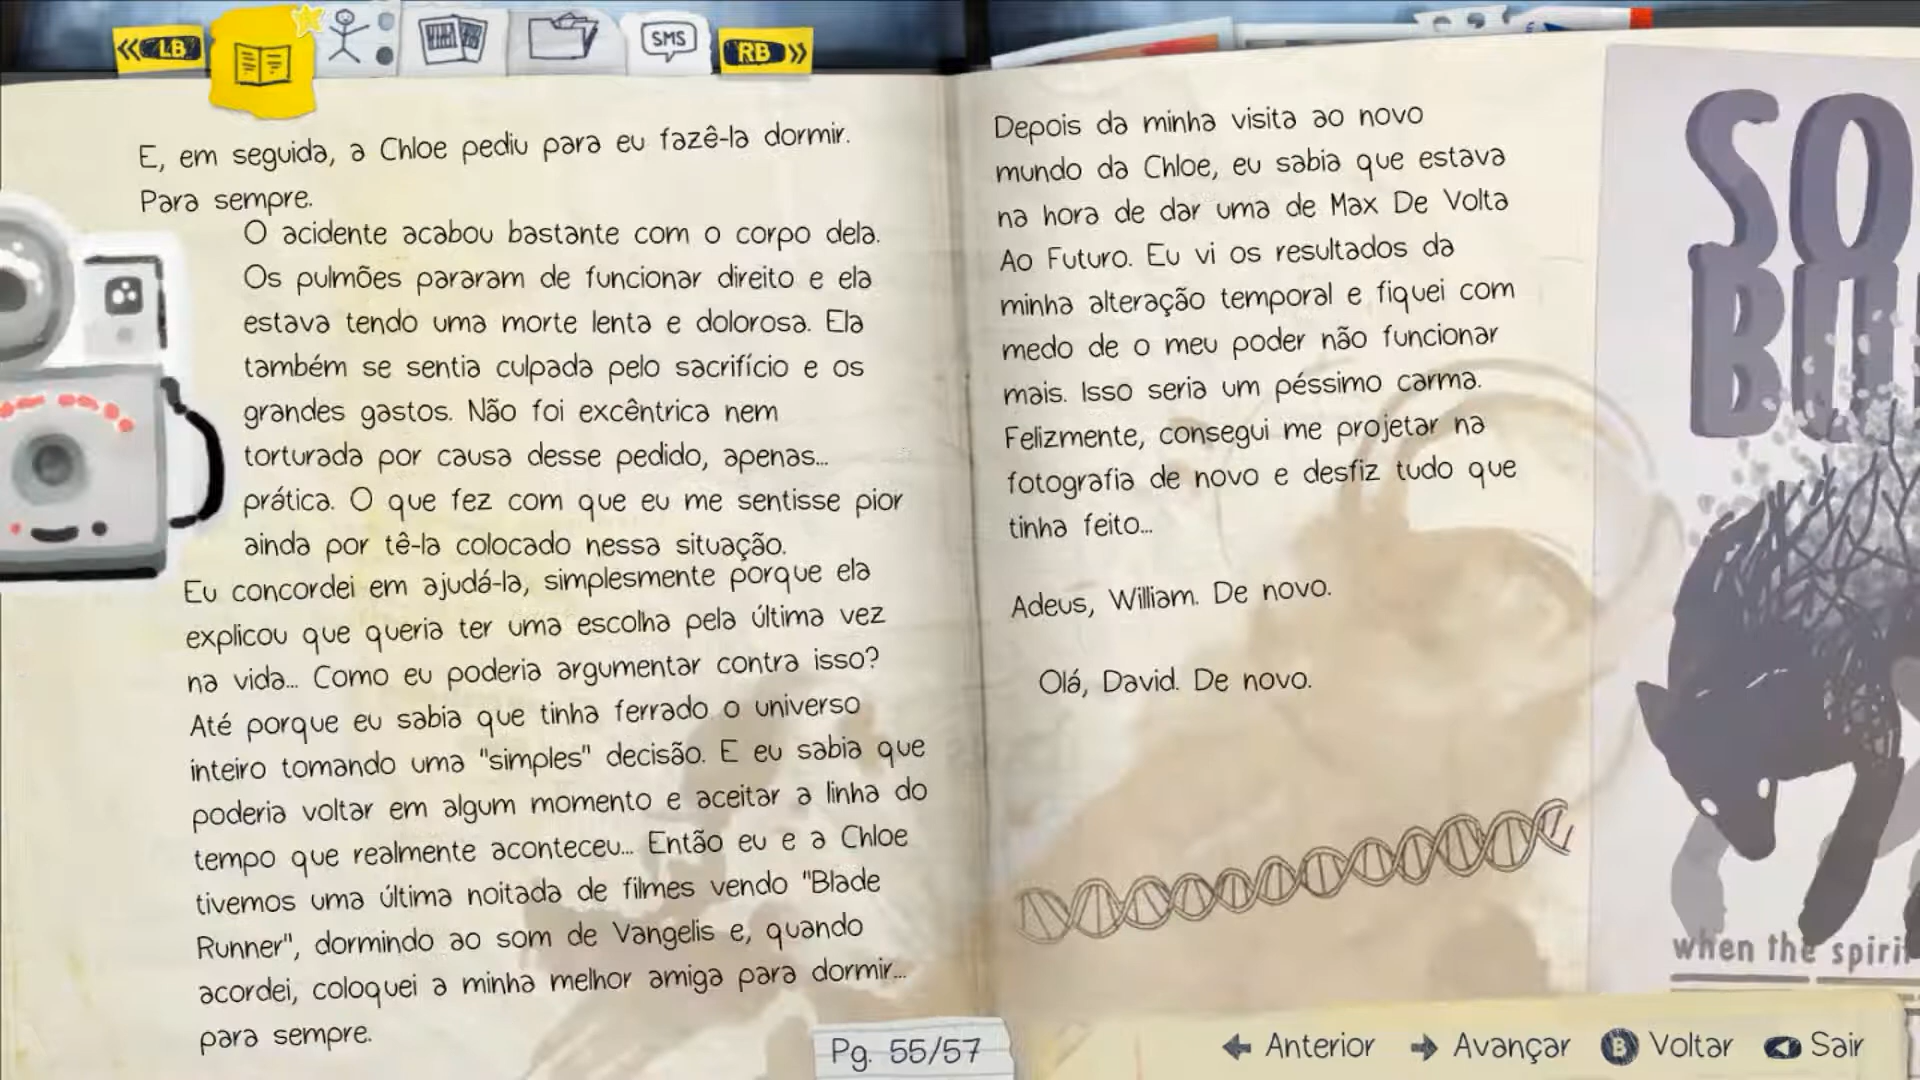 LB
SMS
RB
E, em seguida, a Chloe pediu para eu fazê-la dormir.
Para sempre.
O acidente acabou bastante com o corpo dela.
Os pulmões pararam de funcionar direito e ela
estava tendo uma morte lenta e dolorosa. Ela
também se sentia culpada pelo sacrifício e os
grandes gastos. Não foi excêntrica nem
torturada por causa desse pedido, apenas...
prática. O que fez com que eu me sentisse pior
ainda por tê-la colocado nessa situação.
Eu concordei em ajudá-la, simplesmente porque ela
explicou que queria ter uma escolha pela última vez
na vida... Como eu poderia argumentar contra isso?
Até porque eu sabia que tinha ferrado o universo
inteiro tomando uma "simples" decisão. E eu sabia que
poderia voltar em algum momento e aceitar a linha do
tempo que realmente aconteceu... Então eu e a Chloe
tivemos uma última noitada de filmes vendo "Blade
Runner", dormindo ao som de Vangelis e, quando
acordei, coloquei a minha melhor amiga para dormir...
para sempre.
Depois da minha visita ao novo
mundo da Chloe, eu sabia que estava
na hora de dar uma de Max De Volta
Ao Futuro. Eu vi os resultados da
minha alteração temporal e fiquei com
medo de o meu poder não funcionar
mais. Isso seria um péssimo carma.
Felizmente, consegui me projetar na
fotografia de novo e desfiz tudo que
tinha feito...
Adeus, William. De novo.
Olá, David. De novo.
SO
when the
Pg. 55/57
Anterior
Avançar
B Voltar
Sair